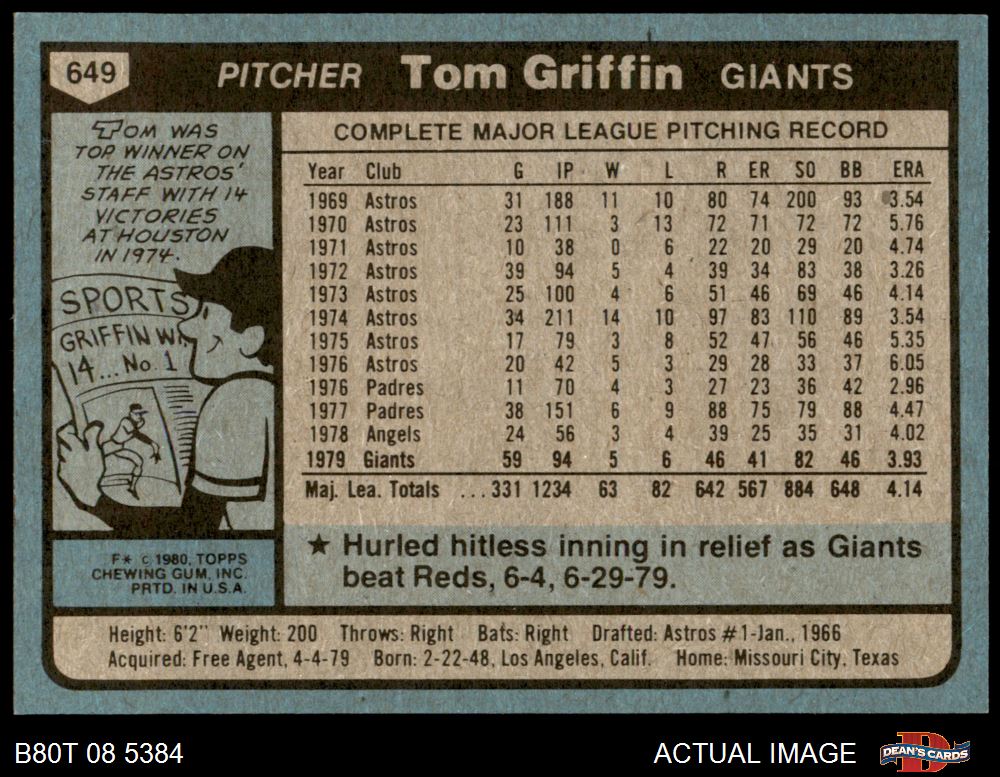 649 PITCHER Tom Griffin GIANTS
TOM WAS
TOP WINNER ON
THE ASTROS'
STAFF WITH 14
VICTORIES
AT HOUSTON
IN 1974.
SPORTS
GRIFFIN W
14... No. 1
F* © 1980, TOPPS
CHEWING GUM, INC.
PRTD. IN U.S.A.
COMPLETE MAJOR LEAGUE PITCHING RECORD
Year Club G IP W L R ER SO BB ERA
1969 Astros 31 188 11 10 80 74 200 93 3.54
1970 Astros 23 111 3 13 72 71 72 72 5.76
1971 Astros 10 38 0 6 22 20 29 20 4.74
1972 Astros 39 94 5 4 39 34 83 38 3.26
1973 Astros 25 100 4 6 51 46 69 46 4.14
1974 Astros 34 211 14 10 97 83 110 89 3.54
1975 Astros 17 79 3 8 52 47 56 46 5.35
1976 Astros 20 42 5 3 29 28 33 37 6.05
1976 Padres 11 70 4 3 27 23 36 42 2.96
1977 Padres 38 151 6 9 88 75 79 88 4.47
1978 Angels 24 56 3 4 39 25 35 31 4.02
1979 Giants 59 94 5 6 46 41 82 46 3.93
Maj. Lea. Totals ...331 1234 63 82 642 567 884 648 4.14
★ Hurled hitless inning in relief as Giants
beat Reds, 6-4, 6-29-79.
Height: 6'2" Weight: 200 Throws: Right Bats: Right Drafted: Astros #1-Jan., 1966
Acquired: Free Agent, 4-4-79 Born: 2-22-48, Los Angeles, Calif. Home: Missouri City, Texas
B80T 08 5384 ACTUAL IMAGE DEAN'S CARDS